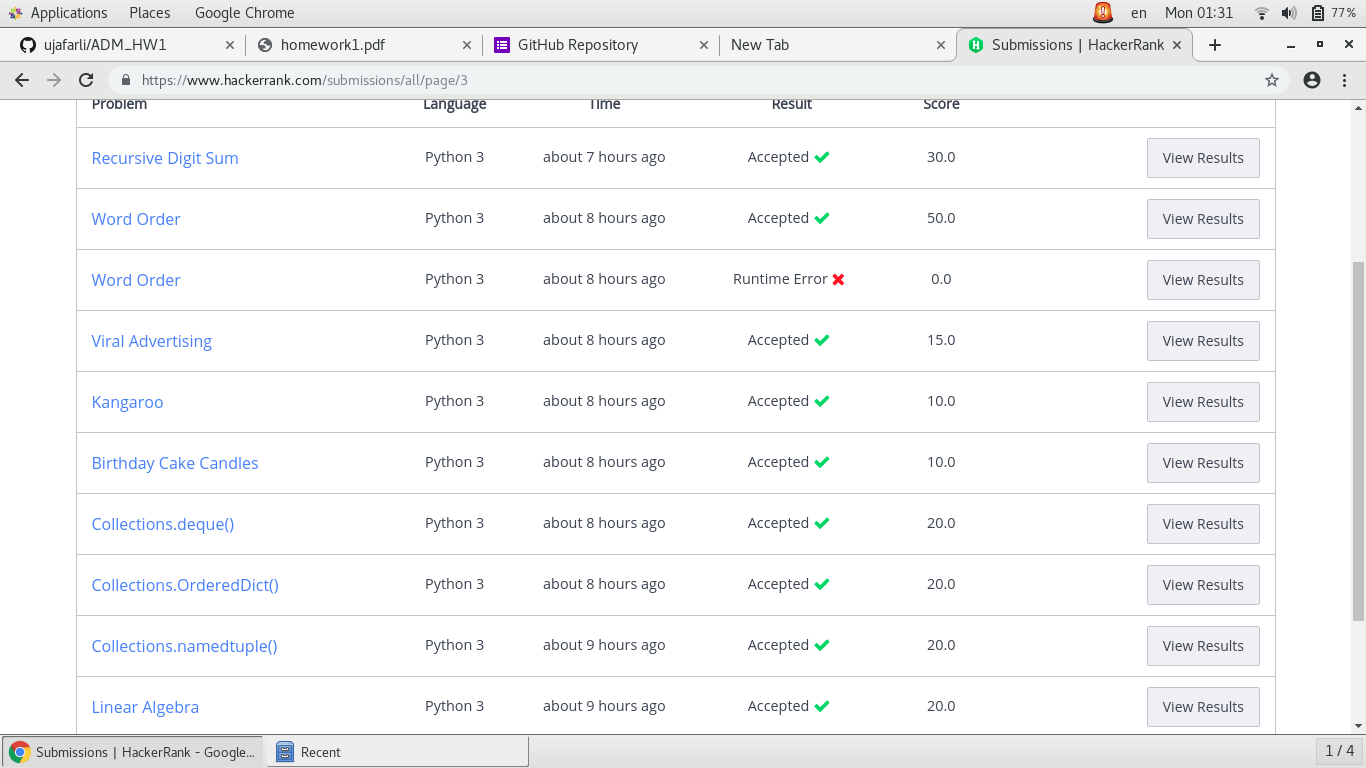 Applications Places Google Chrome en Mon 01:31 77%
ujafarli/ADM_HW1 homework1.pdf GitHub Repository New Tab Submissions | HackerRank
https://www.hackerrank.com/submissions/all/page/3
Problem Language Time Result Score
Recursive Digit Sum Python 3 about 7 hours ago Accepted 30.0 View Results
Word Order Python 3 about 8 hours ago Accepted 50.0 View Results
Word Order Python 3 about 8 hours ago Runtime Error 0.0 View Results
Viral Advertising Python 3 about 8 hours ago Accepted 15.0 View Results
Kangaroo Python 3 about 8 hours ago Accepted 10.0 View Results
Birthday Cake Candles Python 3 about 8 hours ago Accepted 10.0 View Results
Collections.deque() Python 3 about 8 hours ago Accepted 20.0 View Results
Collections.OrderedDict() Python 3 about 8 hours ago Accepted 20.0 View Results
Collections.namedtuple() Python 3 about 9 hours ago Accepted 20.0 View Results
Linear Algebra Python 3 about 9 hours ago Accepted 20.0 View Results
Submissions | HackerRank - Google... Recent 1 / 4